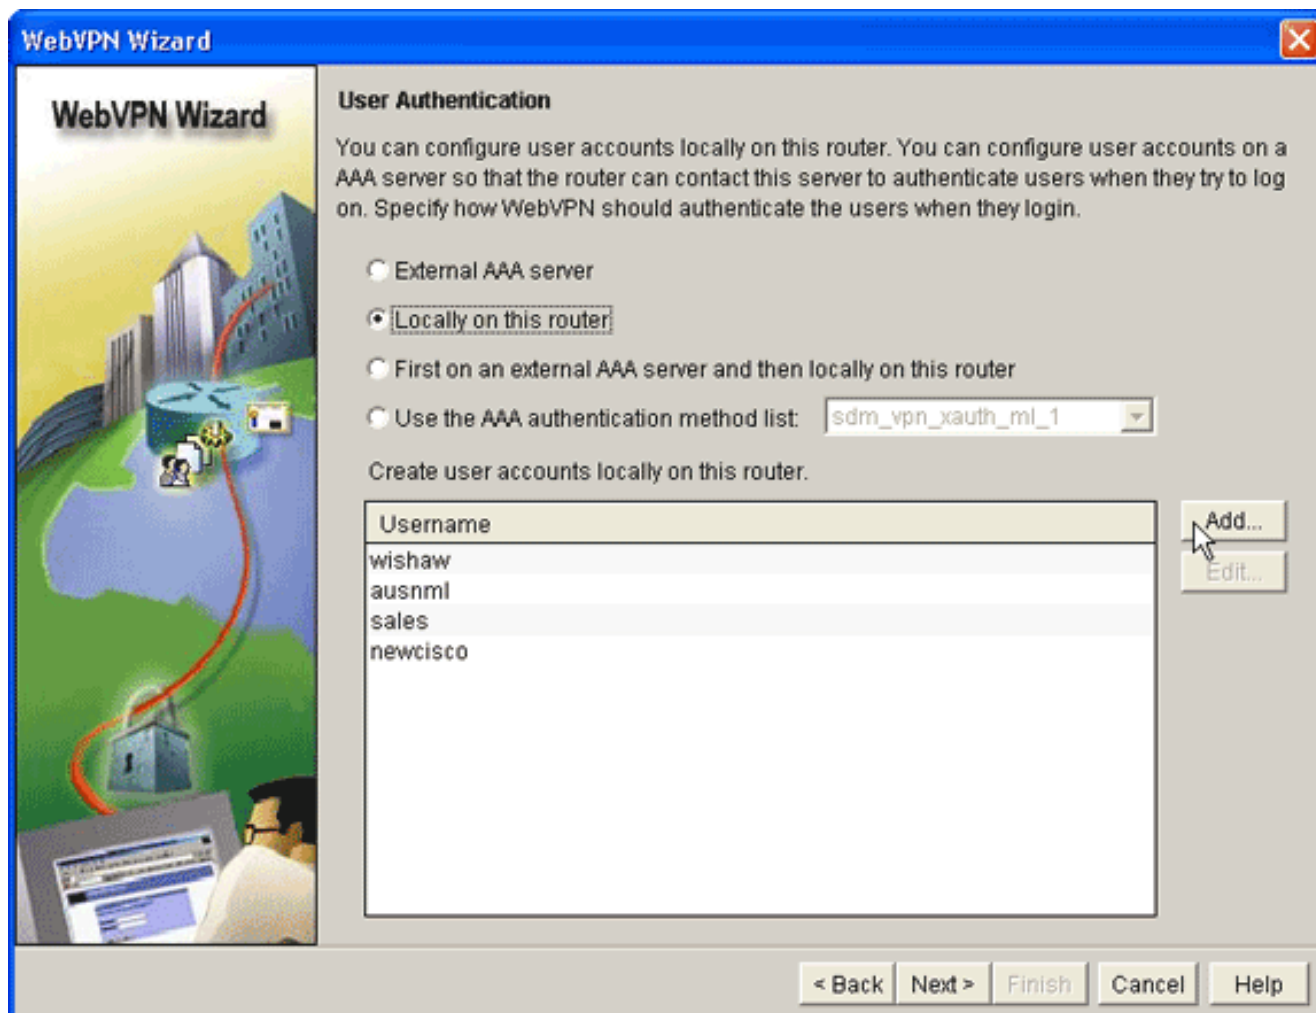 WebVPN Wizard
WebVPN Wizard
User Authentication
You can configure user accounts locally on this router. You can configure user accounts on a
AAA server so that the router can contact this server to authenticate users when they try to log
on. Specify how WebVPN should authenticate the users when they login.
External AAA server
Locally on this router
First on an external AAA server and then locally on this router
Use the AAA authentication method list: sdm_vpn_xauth_ml_1
Create user accounts locally on this router.
Username
wishaw
ausnml
sales
newcisco
Add...
Edit...
< Back Next > Finish Cancel Help